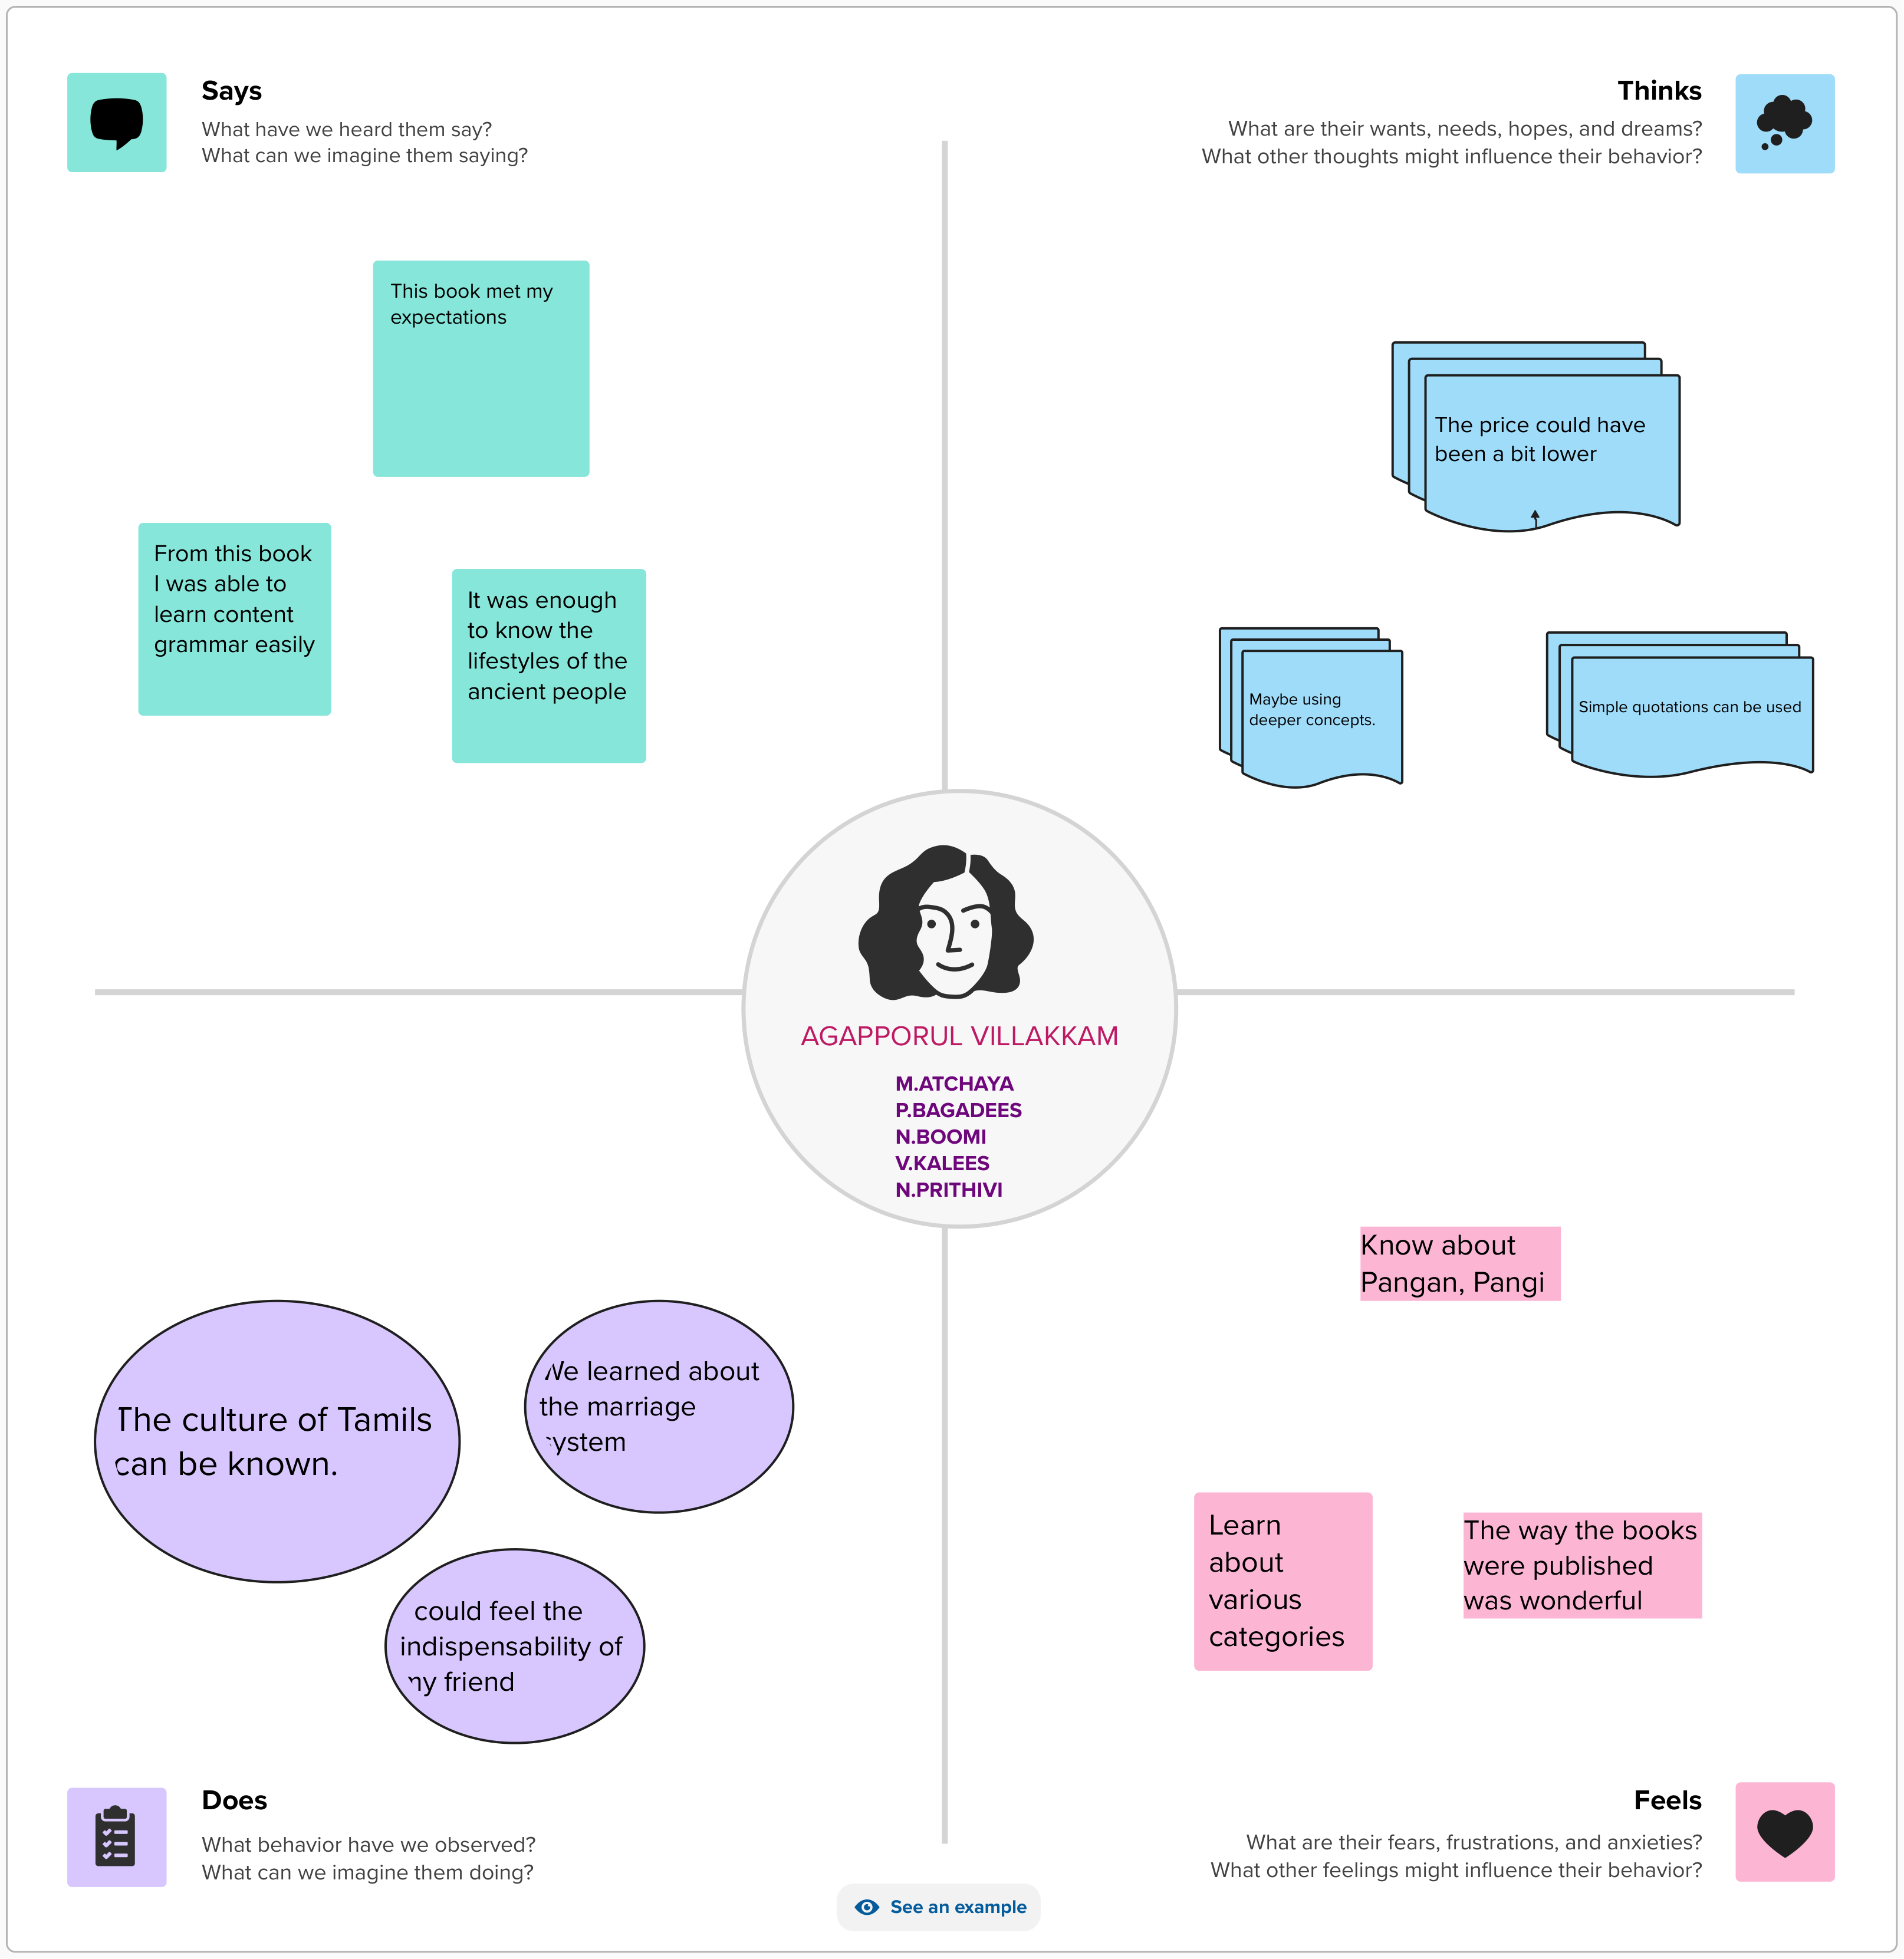 Says
What have we heard them say?
What can we imagine them saying?
Thinks
What are their wants, needs, hopes, and dreams?
What other thoughts might influence their behavior?
This book met my
expectations
From this book
I was able to
learn content
grammar easily
It was enough
to know the
lifestyles of the
ancient people
The price could have
been a bit lower
Maybe using
deeper concepts.
Simple quotations can be used
AGAPPORUL VILLAKKAM
M.ATCHAYA
P.BAGADEES
N.BOOMI
V.KALEES
N.PRITHIVI
The culture of Tamils
can be known.
We learned about
the marriage
system
could feel the
indispensability of
my friend
Know about
Pangan, Pangi
Learn
about
various
categories
The way the books
were published
was wonderful
Does
What behavior have we observed?
What can we imagine them doing?
Feels
What are their fears, frustrations, and anxieties?
What other feelings might influence their behavior?
See an example